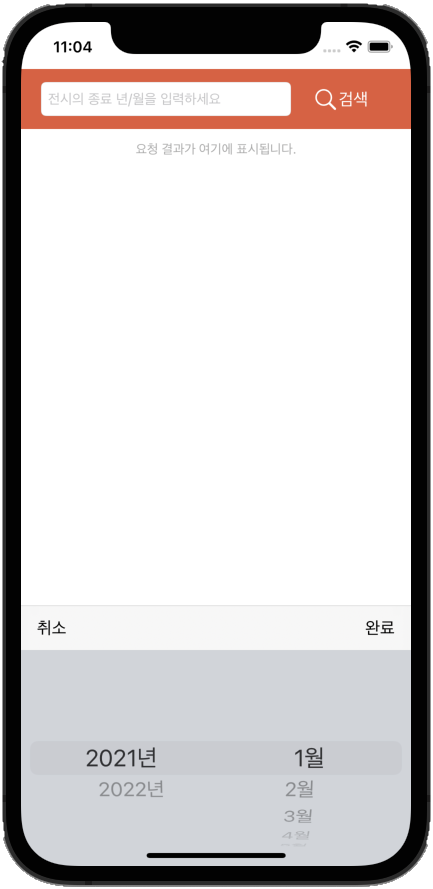 11:04
전시의 종료 년/월을 입력하세요 검색
요청 결과가 여기에 표시됩니다.
취소 완료
2021년 1월
2022년 2월
3월
4월